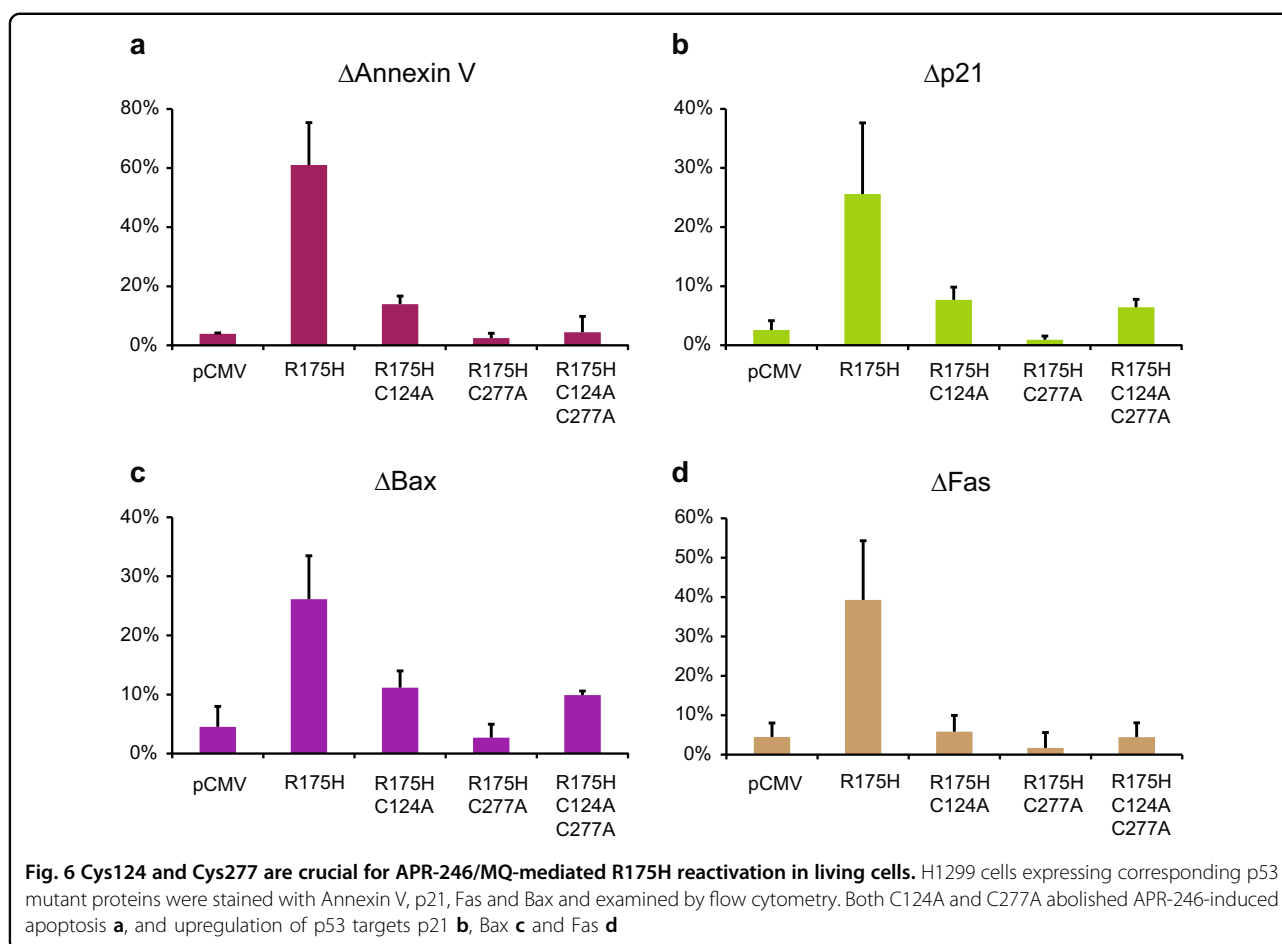 a
ΔAnnexin V
80%
60%
40%
20%
0%
pCMV
R175H
R175H
C124A
R175H
C277A
R175H
C124A
C277A
b
Δp21
40%
30%
20%
10%
0%
pCMV
R175H
R175H
C124A
R175H
C277A
R175H
C124A
C277A
c
ΔBax
40%
30%
20%
10%
0%
pCMV
R175H
R175H
C124A
R175H
C277A
R175H
C124A
C277A
d
ΔFas
60%
50%
40%
30%
20%
10%
0%
pCMV
R175H
R175H
C124A
R175H
C277A
R175H
C124A
C277A
Fig. 6 Cys124 and Cys277 are crucial for APR-246/MQ-mediated R175H reactivation in living cells. H1299 cells expressing corresponding p53
mutant proteins were stained with Annexin V, p21, Fas and Bax and examined by flow cytometry. Both C124A and C277A abolished APR-246-induced
apoptosis a, and upregulation of p53 targets p21 b, Bax c and Fas d